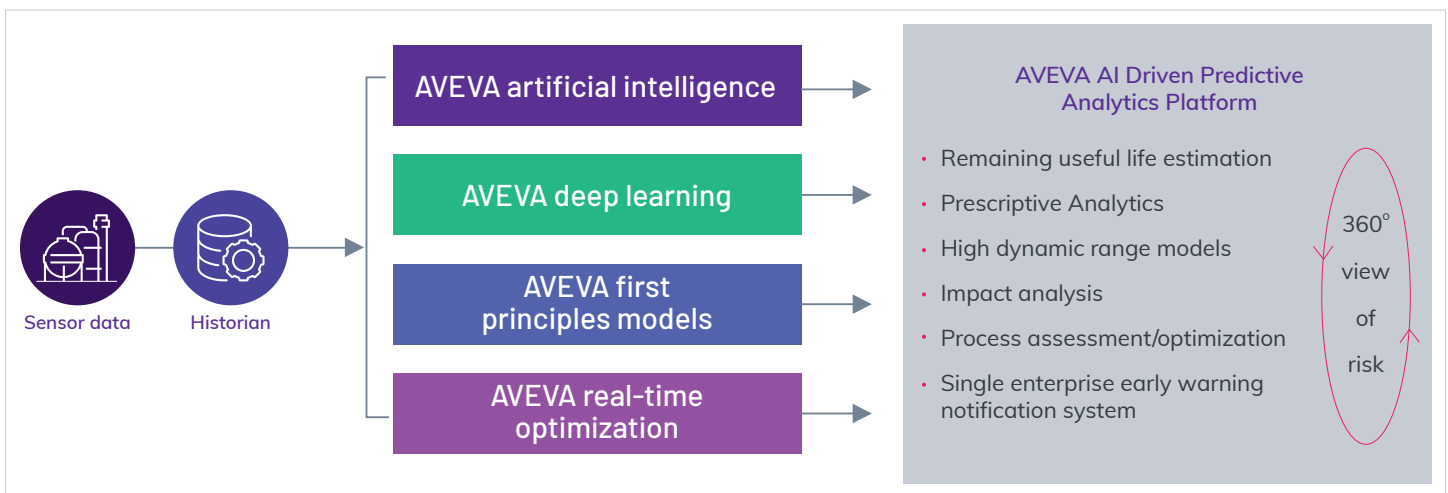 Sensor data
Historian
AVEVA artificial intelligence
AVEVA deep learning
AVEVA first
principles models
AVEVA real-time
optimization
AVEVA AI Driven Predictive
Analytics Platform
• Remaining useful life estimation
• Prescriptive Analytics
• High dynamic range models
• Impact analysis
• Process assessment/optimization
• Single enterprise early warning
notification system
360°
view
of
risk